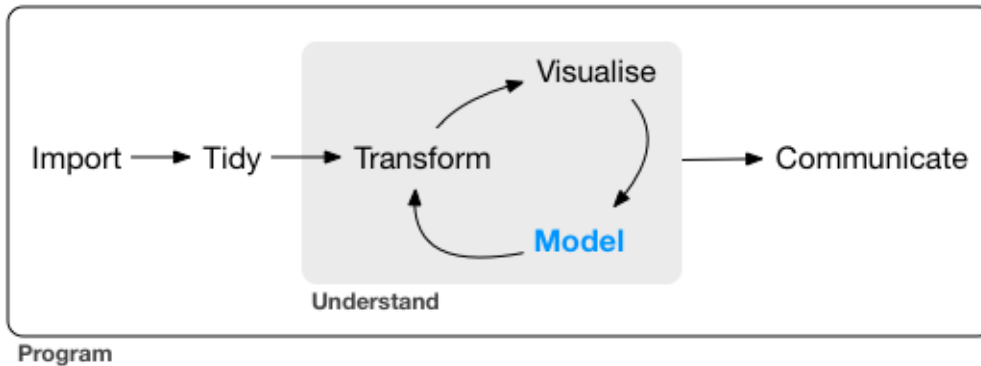 Import
Tidy
Transform
Visualise
Model
Communicate
Understand
Program